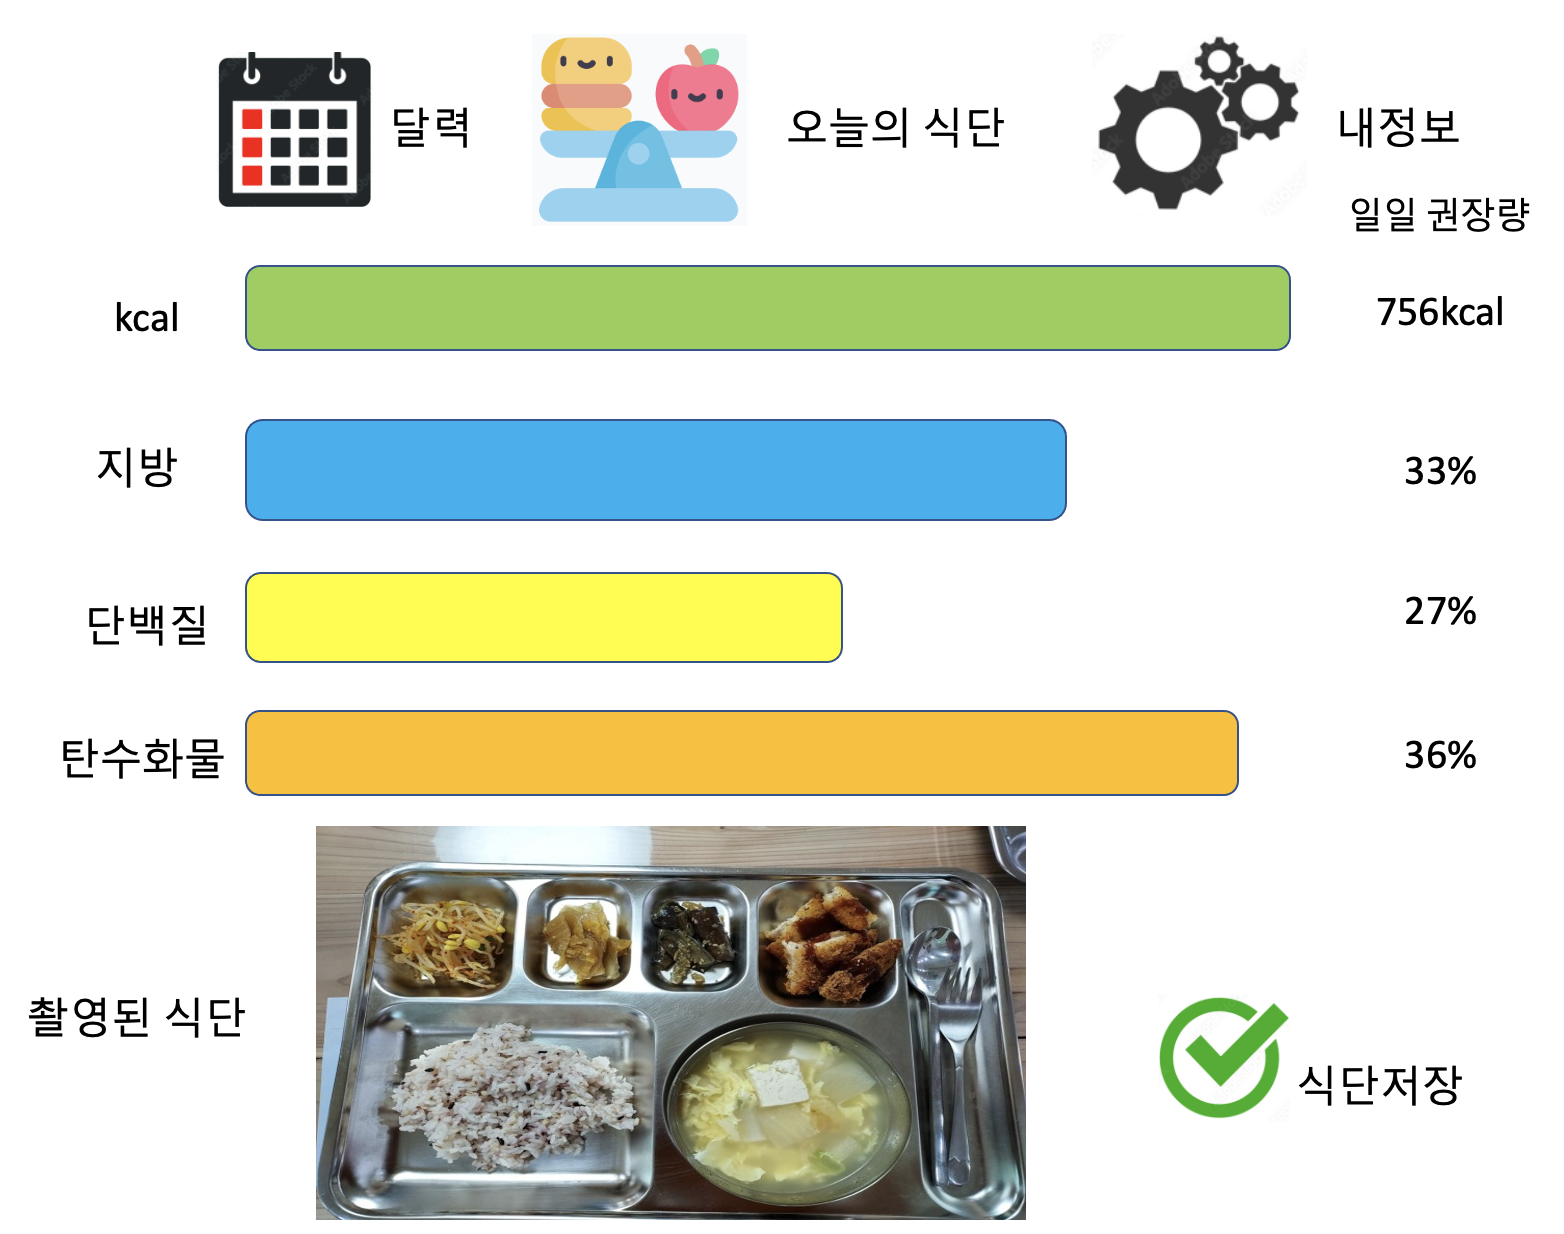 달력
오늘의 식단
내정보
일일 권장량
kcal
756kcal
지방
33%
단백질
27%
탄수화물
36%
촬영된 식단
식단저장